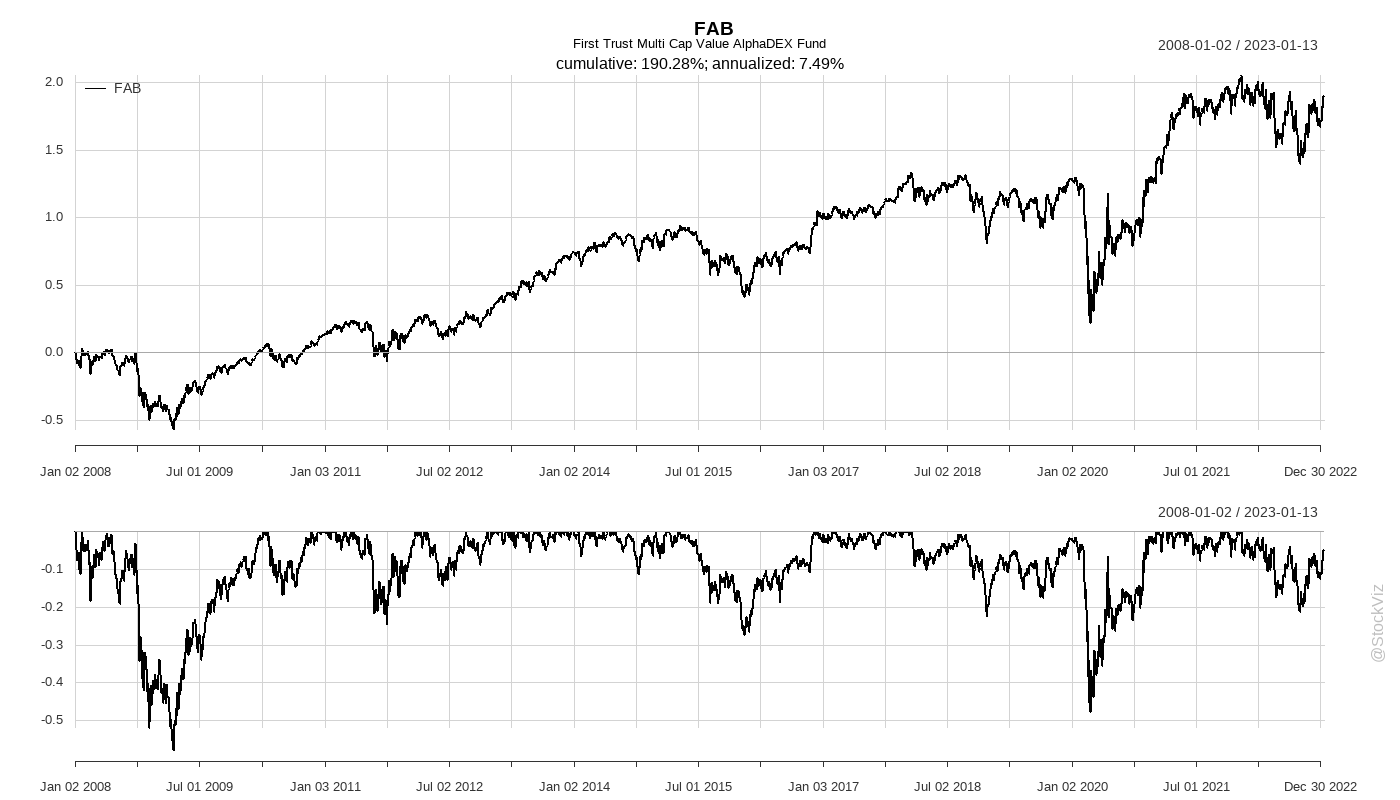 FAB
First Trust Multi Cap Value AlphaDEX Fund
2008-01-02 / 2023-01-13
cumulative: 190.28%; annualized: 7.49%
FAB
2.0
1.5
1.0
0.5
0.0
-0.5
Jan 02 2008 Jul 01 2009 Jan 03 2011 Jul 02 2012 Jan 02 2014 Jul 01 2015 Jan 03 2017 Jul 02 2018 Jan 02 2020 Jul 01 2021 Dec 30 2022
2008-01-02 / 2023-01-13
-0.1
-0.2
-0.3
-0.4
-0.5
Jan 02 2008 Jul 01 2009 Jan 03 2011 Jul 02 2012 Jan 02 2014 Jul 01 2015 Jan 03 2017 Jul 02 2018 Jan 02 2020 Jul 01 2021 Dec 30 2022
@StockViz